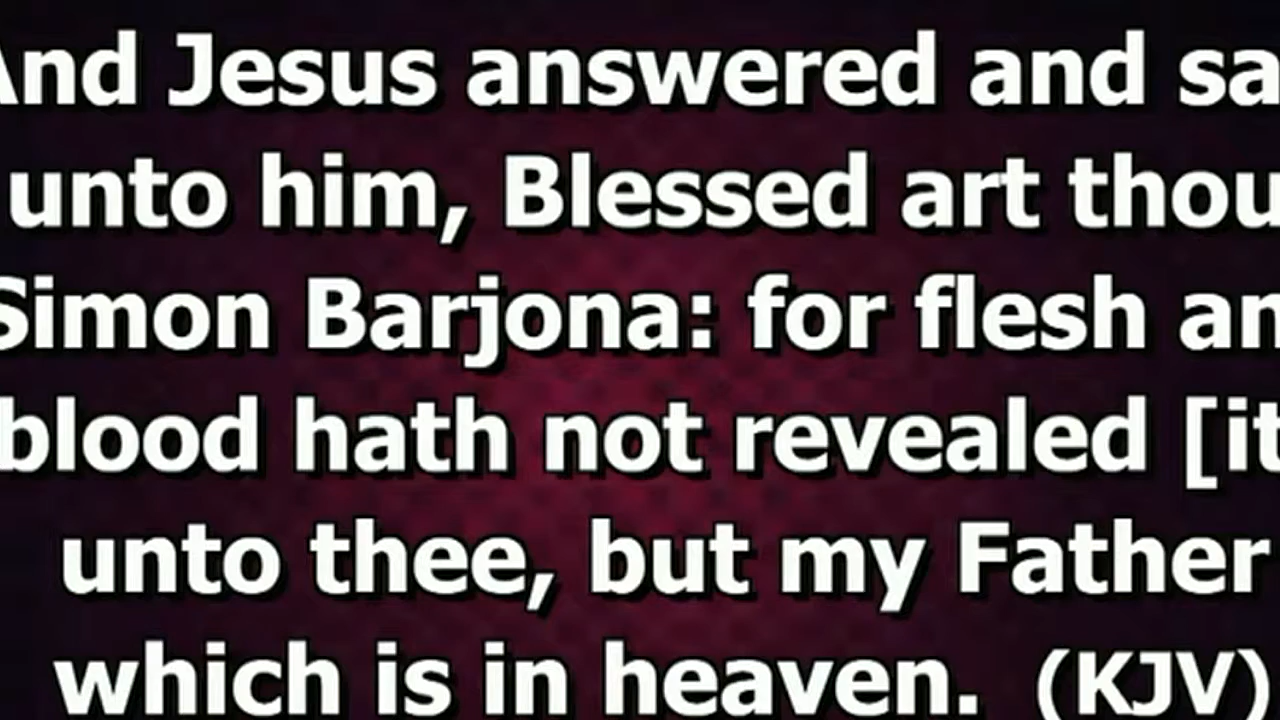 And Jesus answered and sa
unto him, Blessed art thou
Simon Barjona: for flesh an
blood hath not revealed [it
unto thee, but my Father
which is in heaven. (KJV)